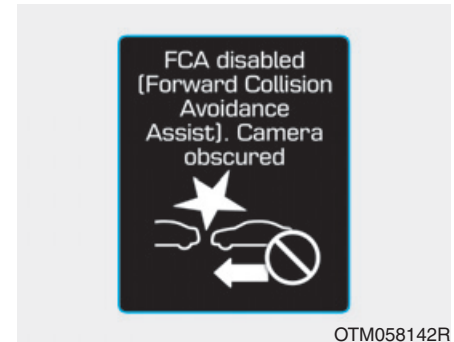 FCA disabled
(Forward Collision
Avoidance
Assist). Camera
obscured
OTM058142R